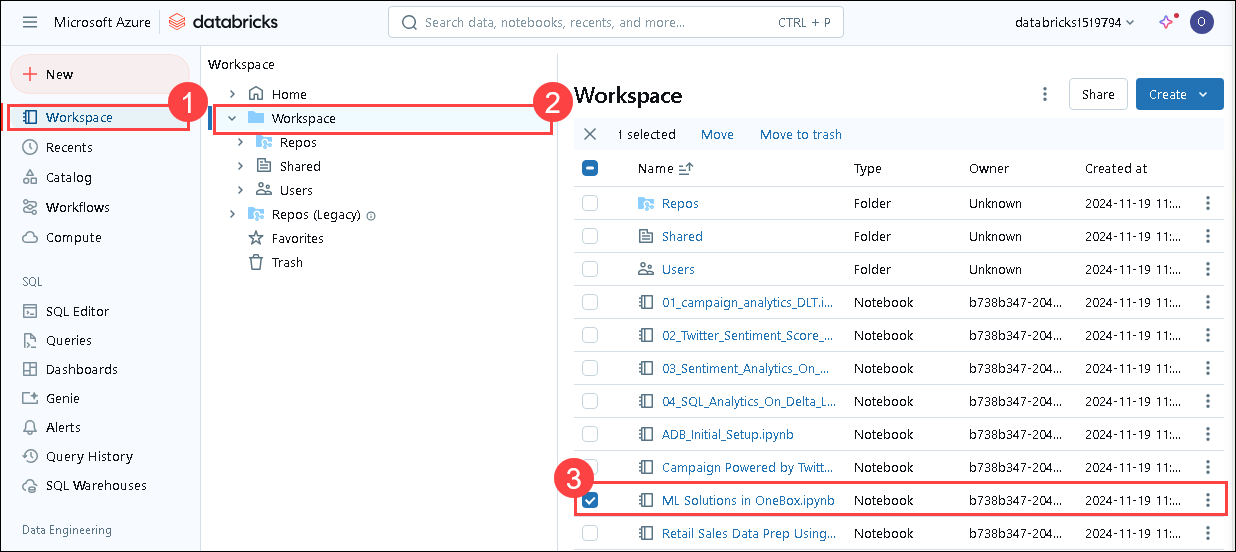 Microsoft Azure databricks Search data, notebooks, recents, and more... CTRL + P databricks1519794 O
New
1
Workspace
Recents
Catalog
Workflows
Compute
SQL
SQL Editor
Queries
Dashboards
Genie
Alerts
Query History
SQL Warehouses
Data Engineering
Workspace
Home
2
Workspace
Repos
Shared
Users
Repos (Legacy)
Favorites
Trash
Workspace Share Create
1 selected Move Move to trash
Name Type Owner Created at
Repos Folder Unknown 2024-11-19 11:...
Shared Folder Unknown 2024-11-19 11:...
Users Folder Unknown 2024-11-19 11:...
01_campaign_analytics_DLT.i... Notebook b738b347-204... 2024-11-19 11:...
02_Twitter_Sentiment_Score_... Notebook b738b347-204... 2024-11-19 11:...
03_Sentiment_Analytics_On_... Notebook b738b347-204... 2024-11-19 11:...
04_SQL_Analytics_On_Delta_L... Notebook b738b347-204... 2024-11-19 11:...
ADB_Initial_Setup.ipynb Notebook b738b347-204... 2024-11-19 11:...
Campaign Powered by Twitt... Notebook b738b347-204... 2024-11-19 11:...
3
ML Solutions in OneBox.ipynb Notebook b738b347-204... 2024-11-19 11:...
Retail Sales Data Prep Using... Notebook b738b347-204... 2024-11-19 11:...